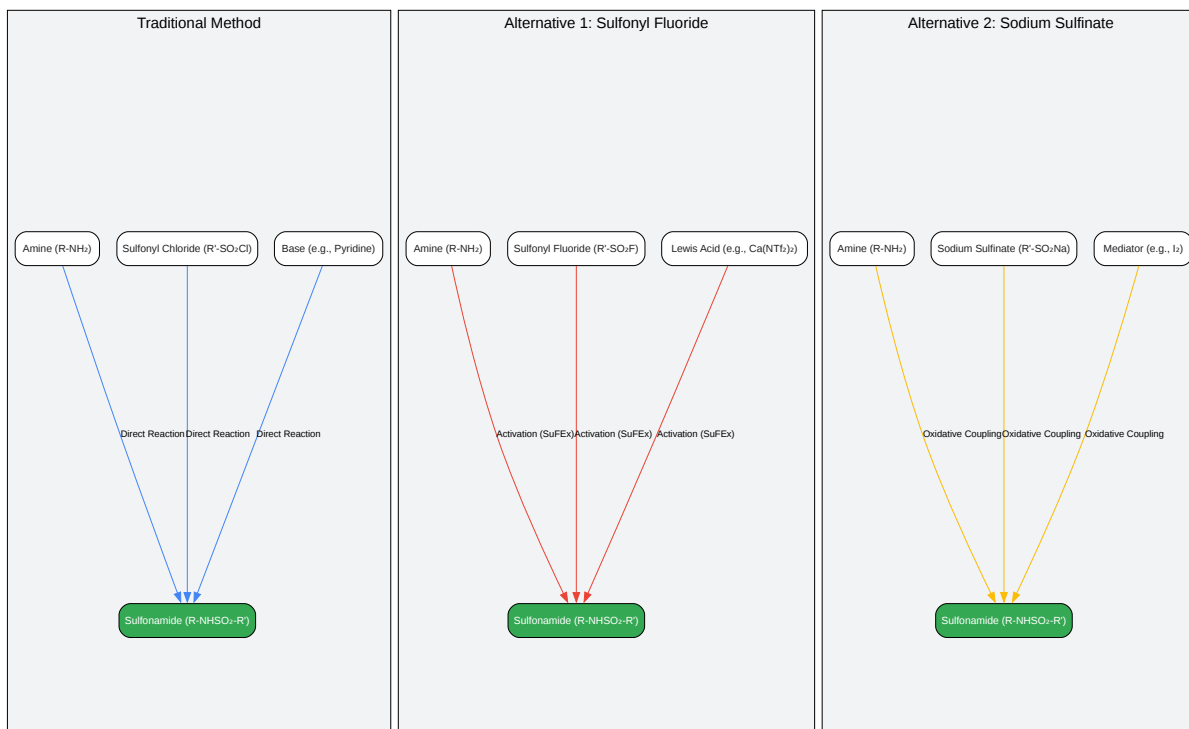 Traditional Method
Amine (R-NH₂)
Sulfonyl Chloride (R'-SO₂Cl)
Base (e.g., Pyridine)
Direct Reaction
Direct Reaction
Direct Reaction
Sulfonamide (R-NHSO₂-R')
Alternative 1: Sulfonyl Fluoride
Amine (R-NH₂)
Sulfonyl Fluoride (R'-SO₂F)
Lewis Acid (e.g., Ca(NTf₂)₂)
Activation (SuFEx)
Activation (SuFEx)
Activation (SuFEx)
Sulfonamide (R-NHSO₂-R')
Alternative 2: Sodium Sulfinate
Amine (R-NH₂)
Sodium Sulfinate (R'-SO₂Na)
Mediator (e.g., I₂)
Oxidative Coupling
Oxidative Coupling
Oxidative Coupling
Sulfonamide (R-NHSO₂-R')